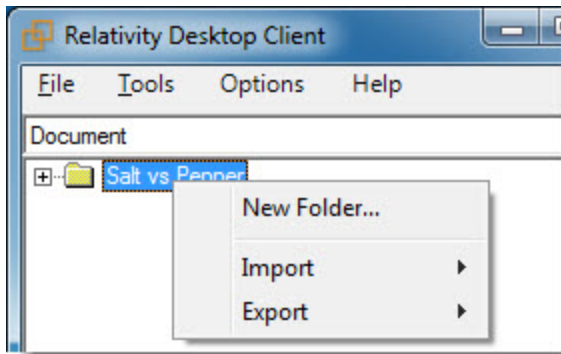 Relativity Desktop Client
File Tools Options Help
Document
Salt vs Pepper
New Folder...
Import
Export